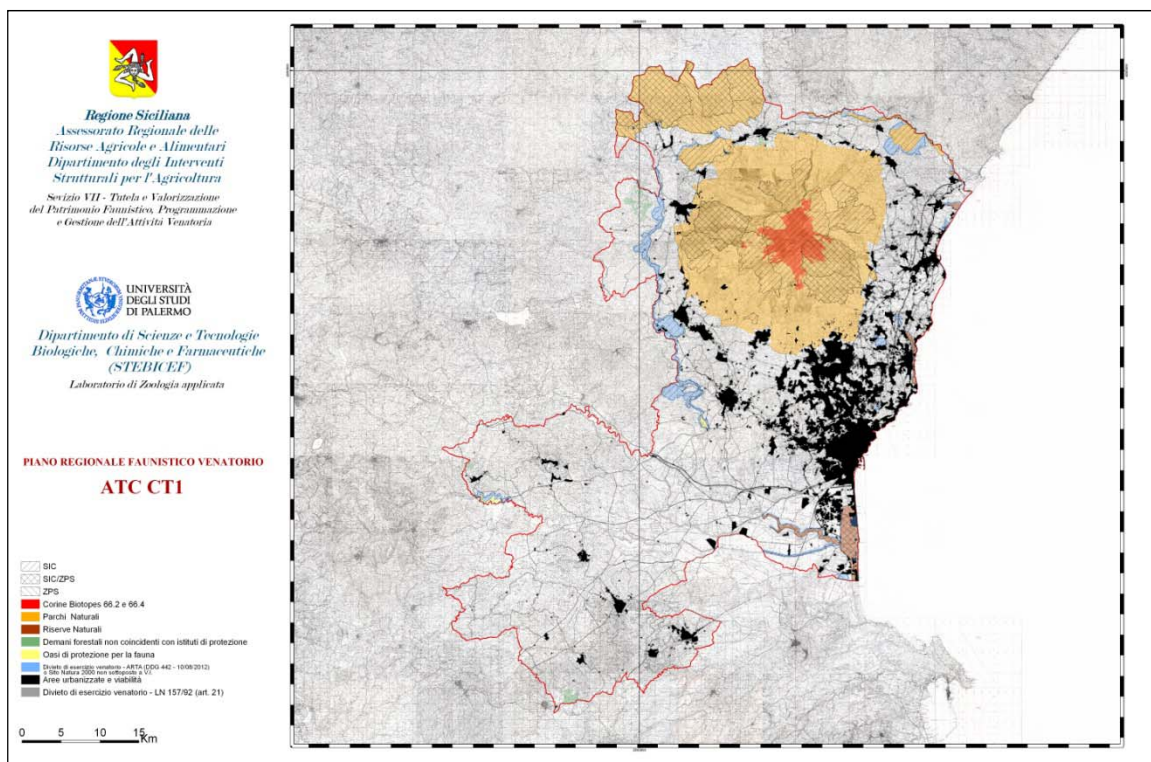 Regione Siciliana
Assessorato Regionale delle
Risorse Agricole e Alimentari
Dipartimento degli Interventi
Strutturali per l'Agricoltura
Sevizio VII - Tutela e Valorizzazione
del Patrimonio Faunistico, Programmazione
e Gestione dell'Attività Venatoria
UNIVERSITÀ
DEGLI STUDI
DI PALERMO
Dipartimento di Scienze e Tecnologie
Biologiche, Chimiche e Farmaceutiche
(STEBICEF)
Laboratorio di Zoologia applicata
PIANO REGIONALE FAUNISTICO VENATORIO
ATC CT1
SIC
SIC/ZPS
ZPS
Corine Biotopes 66.2 e 66.4
Parchi Naturali
Riserve Naturali
Demani forestali non coincidenti con istituti di protezione
Oasi di protezione per la fauna
Divieto di esercizio venatorio - ARTA (DDG 442 - 10/08/2012)
o Sito Natura 2000 non sottoposto a V.I.
Aree urbanizzate e viabilità
Divieto di esercizio venatorio - LN 157/92 (art. 21)
0 5 10 15 Km